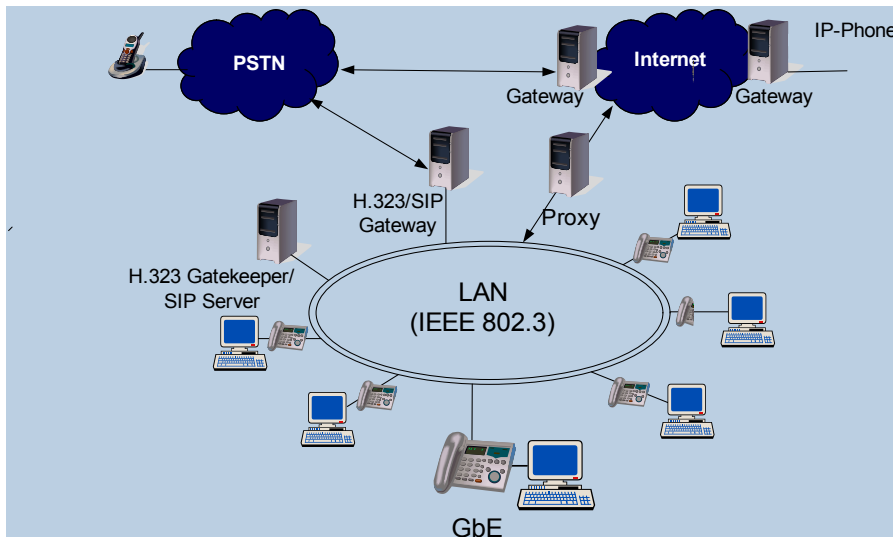 IP-Phone
PSTN
Internet
Gateway
Gateway
H.323/SIP
Gateway
Proxy
H.323 Gatekeeper/
SIP Server
LAN
(IEEE 802.3)
GbE